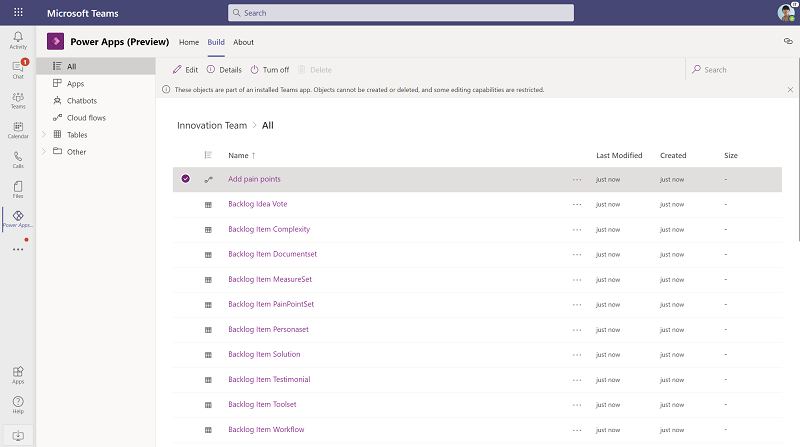 Microsoft Teams
Search
Activity
Chat
1
Teams
Calendar
Calls
Files
Power Apps...
Apps
Help
Power Apps (Preview) Home Build About
All
Apps
Chatbots
Cloud flows
Tables
Other
Edit Details Turn off Delete Search
These objects are part of an installed Teams app. Objects cannot be created or deleted, and some editing capabilities are restricted.
Innovation Team > All
Name ↑ Last Modified Created Size
Add pain points ... just now just now -
Backlog Idea Vote ... just now just now -
Backlog Item Complexity ... just now just now -
Backlog Item Documentset ... just now just now -
Backlog Item MeasureSet ... just now just now -
Backlog Item PainPointSet ... just now just now -
Backlog Item Personaset ... just now just now -
Backlog Item Solution ... just now just now -
Backlog Item Testimonial ... just now just now -
Backlog Item Toolset ... just now just now -
Backlog Item Workflow ... just now just now -